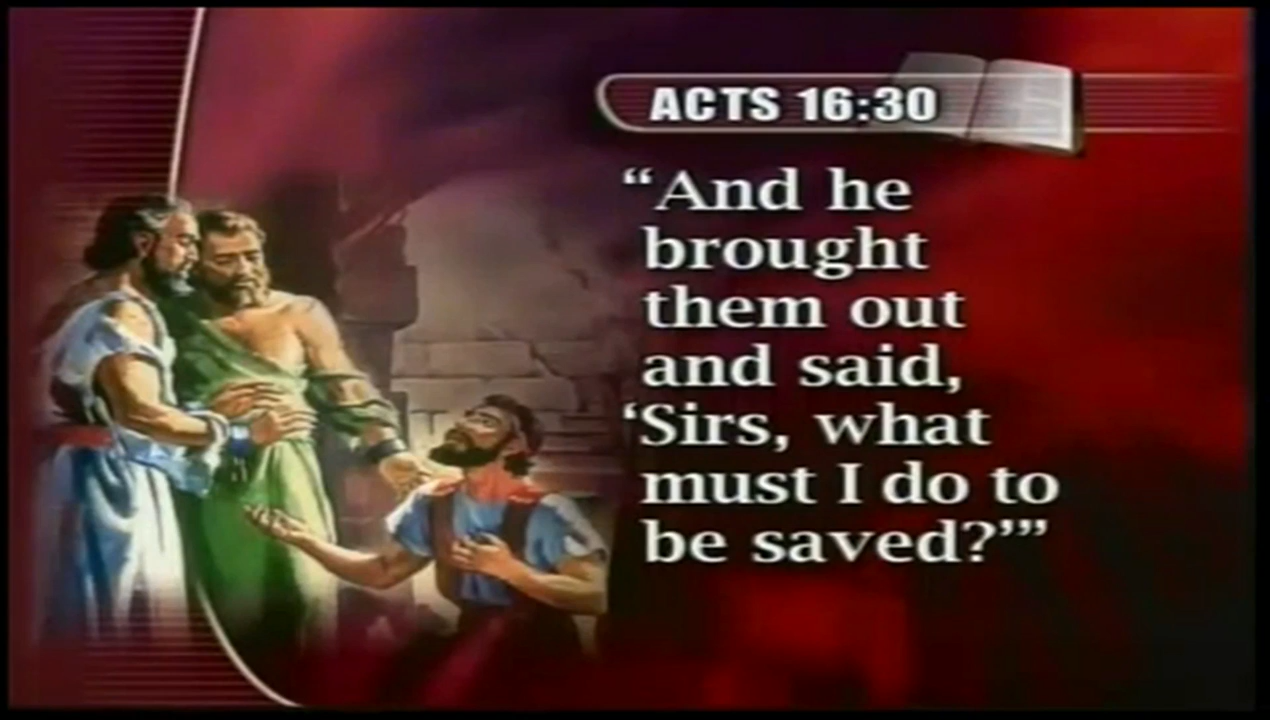 ACTS 16:30
“And he
brought
them out
and said,
‘Sirs, what
must I do to
be saved?’”